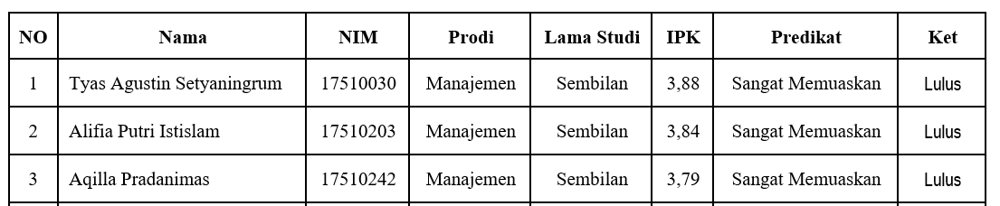 NO Nama NIM Prodi Lama Studi IPK Predikat Ket
1 Tyas Agustin Setyaningrum 17510030 Manajemen Sembilan 3,88 Sangat Memuaskan Lulus
2 Alifia Putri Istislam 17510203 Manajemen Sembilan 3,84 Sangat Memuaskan Lulus
3 Aqilla Pradanimas 17510242 Manajemen Sembilan 3,79 Sangat Memuaskan Lulus